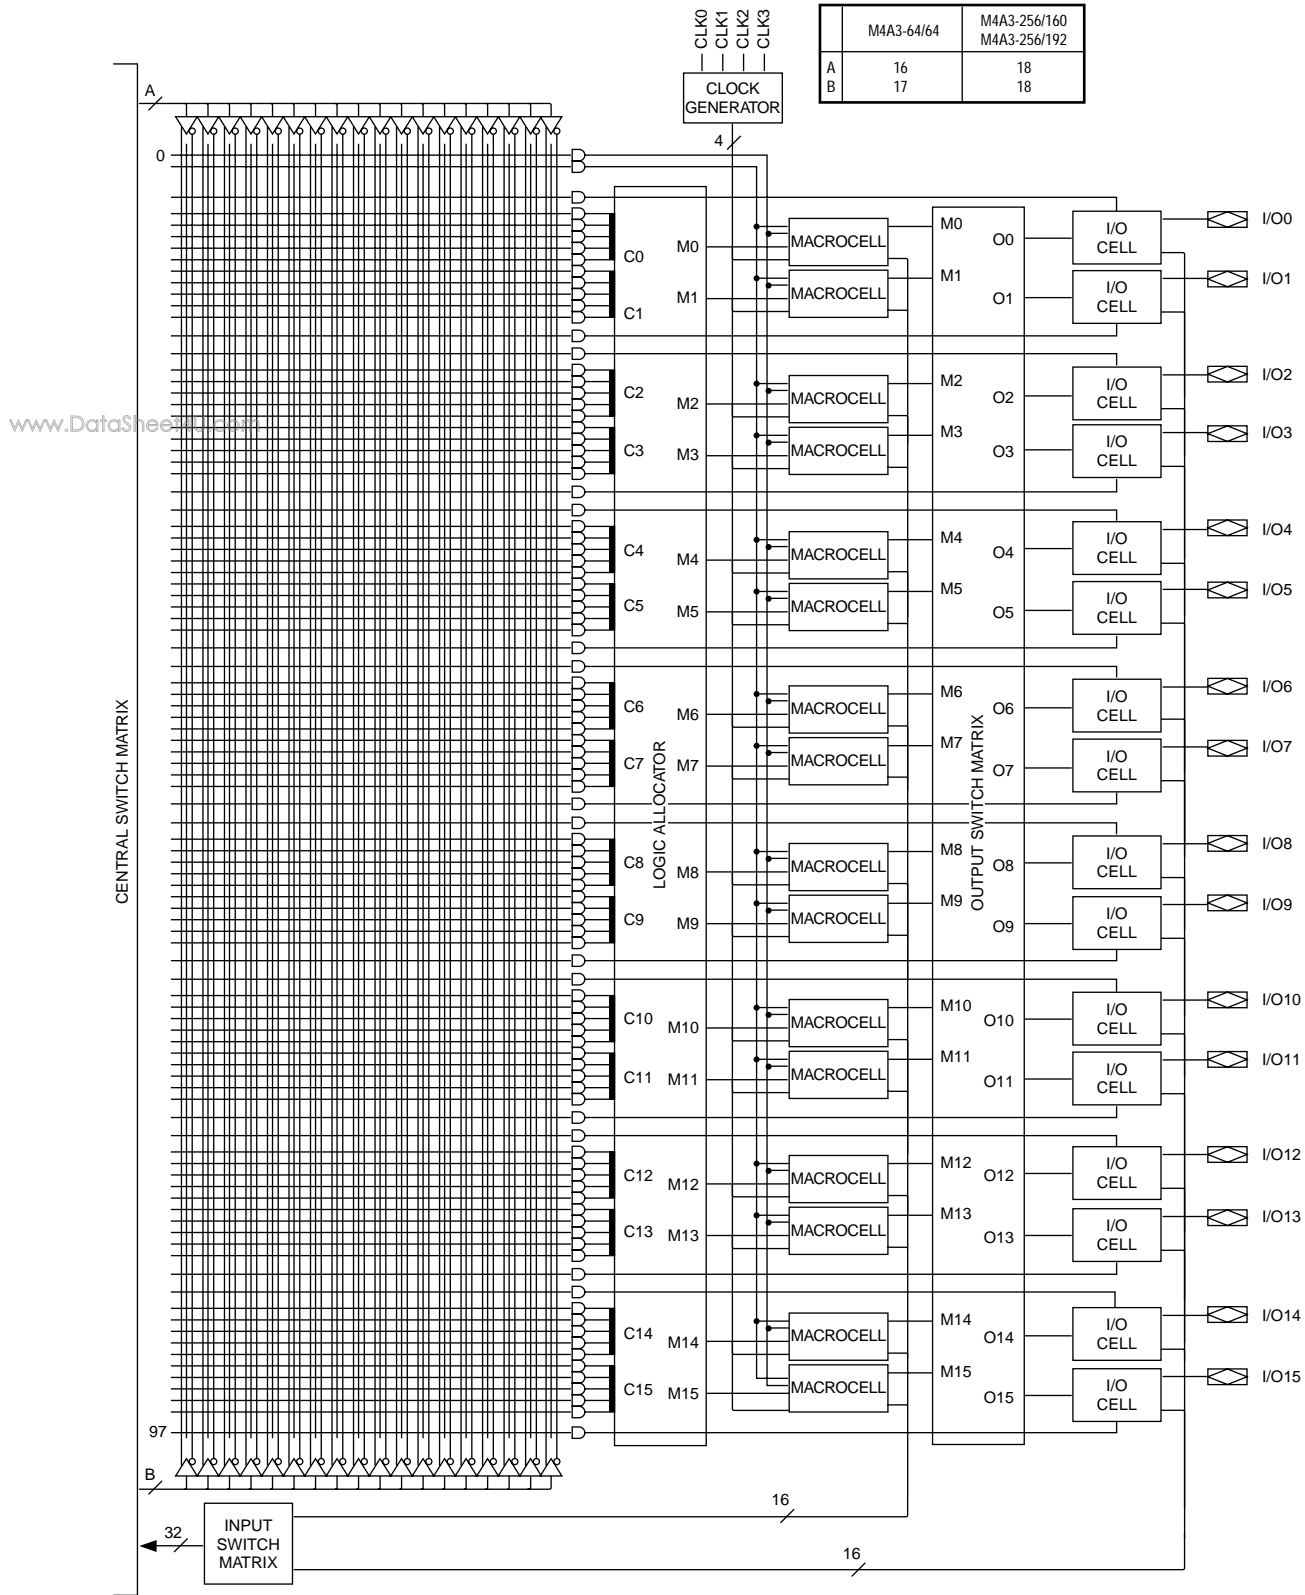 CLK0
CLK1
CLK2
CLK3
M4A3-64/64
M4A3-256/160
M4A3-256/192
A 16 18
B 17 18
CLOCK
GENERATOR
4
A
0
C0 M0 MACROCELL M0 O0 I/O CELL I/O0
C1 M1 MACROCELL M1 O1 I/O CELL I/O1
C2 M2 MACROCELL M2 O2 I/O CELL I/O2
www.DataSheet4U.com
C3 M3 MACROCELL M3 O3 I/O CELL I/O3
C4 M4 MACROCELL M4 O4 I/O CELL I/O4
C5 M5 MACROCELL M5 O5 I/O CELL I/O5
C6 M6 MACROCELL M6 O6 I/O CELL I/O6
C7 M7 MACROCELL M7 O7 I/O CELL I/O7
CENTRAL SWITCH MATRIX
LOGIC ALLOCATOR
OUTPUT SWITCH MATRIX
C8 M8 MACROCELL M8 O8 I/O CELL I/O8
C9 M9 MACROCELL M9 O9 I/O CELL I/O9
C10 M10 MACROCELL M10 O10 I/O CELL I/O10
C11 M11 MACROCELL M11 O11 I/O CELL I/O11
C12 M12 MACROCELL M12 O12 I/O CELL I/O12
C13 M13 MACROCELL M13 O13 I/O CELL I/O13
C14 M14 MACROCELL M14 O14 I/O CELL I/O14
C15 M15 MACROCELL M15 O15 I/O CELL I/O15
97
B
16
32
INPUT
SWITCH
MATRIX
16